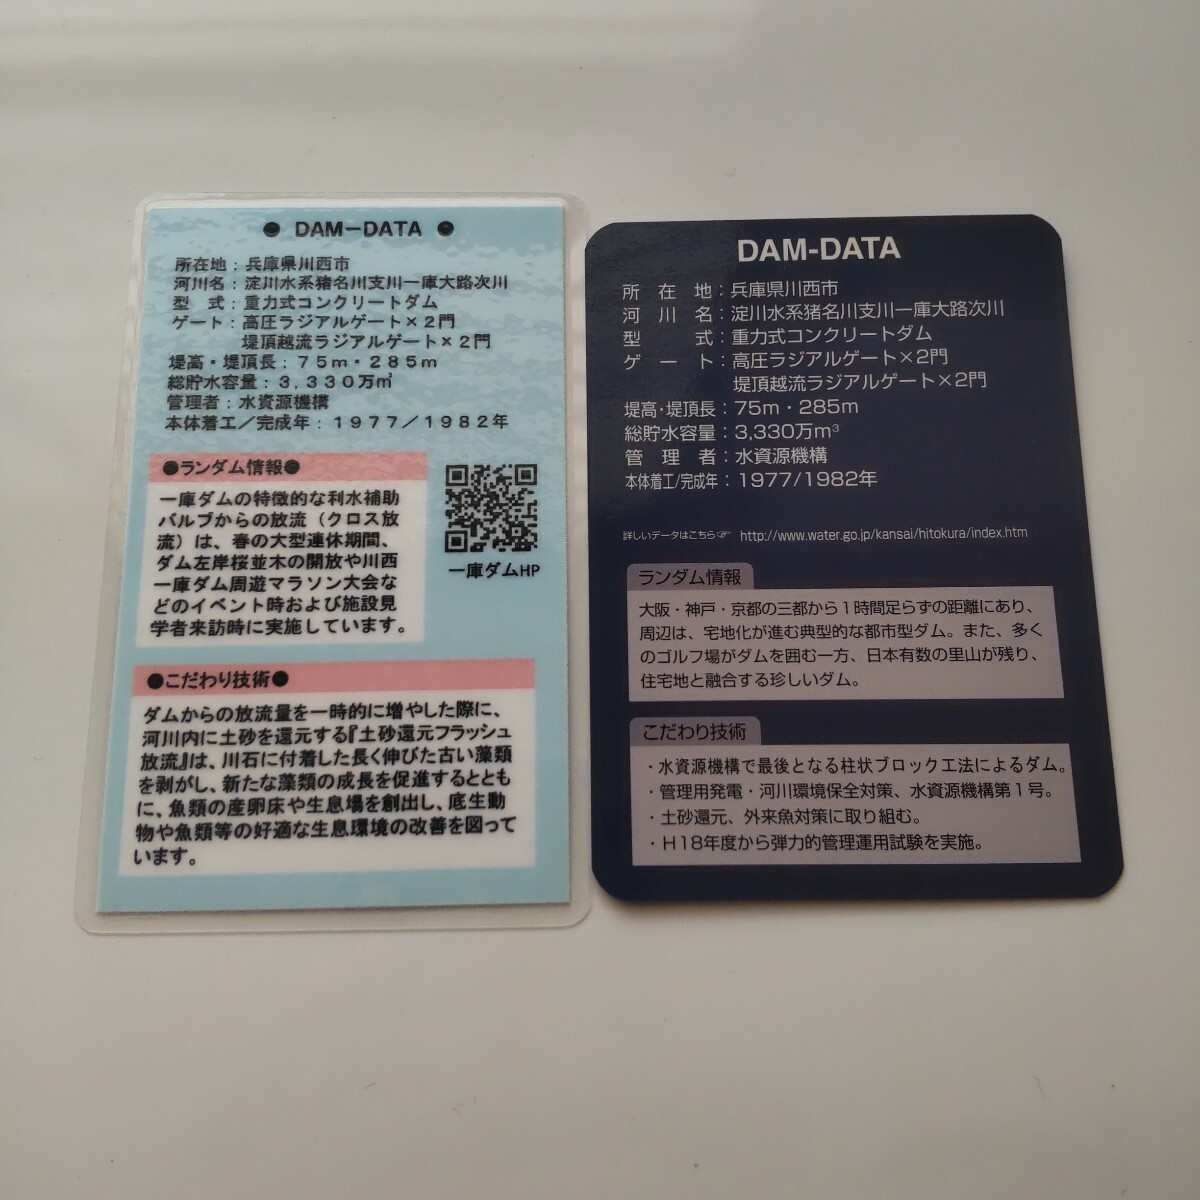 ● DAM-DATA ●
所在地：兵庫県川西市
河川名：淀川水系猪名川支川一庫大路次川
型　式：重力式コンクリートダム
ゲート：高圧ラジアルゲート×２門
堤頂越流ラジアルゲート×２門
堤高・堤頂長：７５ｍ・２８５ｍ
総貯水容量：３,３３０万㎥
管理者：水資源機構
本体着工／完成年：１９７７／１９８２年
●ランダム情報●
一庫ダムの特徴的な利水補助
バルブからの放流（クロス放
流）は、春の大型連休期間、
ダム左岸桜並木の開放や川西
一庫ダム周遊マラソン大会な
どのイベント時および施設見
学者来訪時に実施しています。
一庫ダムHP
●こだわり技術●
ダムからの放流量を一時的に増やした際に、
河川内に土砂を還元する『土砂還元フラッシュ
放流』は、川石に付着した長く伸びた古い藻類
を剥がし、新たな藻類の成長を促進するととも
に、魚類の産卵床や生息場を創出し、底生動
物や魚類等の好適な生息環境の改善を図って
います。
DAM-DATA
所　在　地：兵庫県川西市
河　川　名：淀川水系猪名川支川一庫大路次川
型　　　式：重力式コンクリートダム
ゲ　ー　ト：高圧ラジアルゲート×2門
堤頂越流ラジアルゲート×2門
堤高・堤頂長：75m・285m
総貯水容量：3,330万m³
管　理　者：水資源機構
本体着工/完成年：1977/1982年
詳しいデータはこちら☞ http://www.water.go.jp/kansai/hitokura/index.htm
ランダム情報
大阪・神戸・京都の三都から１時間足らずの距離にあり、
周辺は、宅地化が進む典型的な都市型ダム。また、多く
のゴルフ場がダムを囲む一方、日本有数の里山が残り、
住宅地と融合する珍しいダム。
こだわり技術
・水資源機構で最後となる柱状ブロック工法によるダム。
・管理用発電・河川環境保全対策、水資源機構第１号。
・土砂還元、外来魚対策に取り組む。
・H18年度から弾力的管理運用試験を実施。